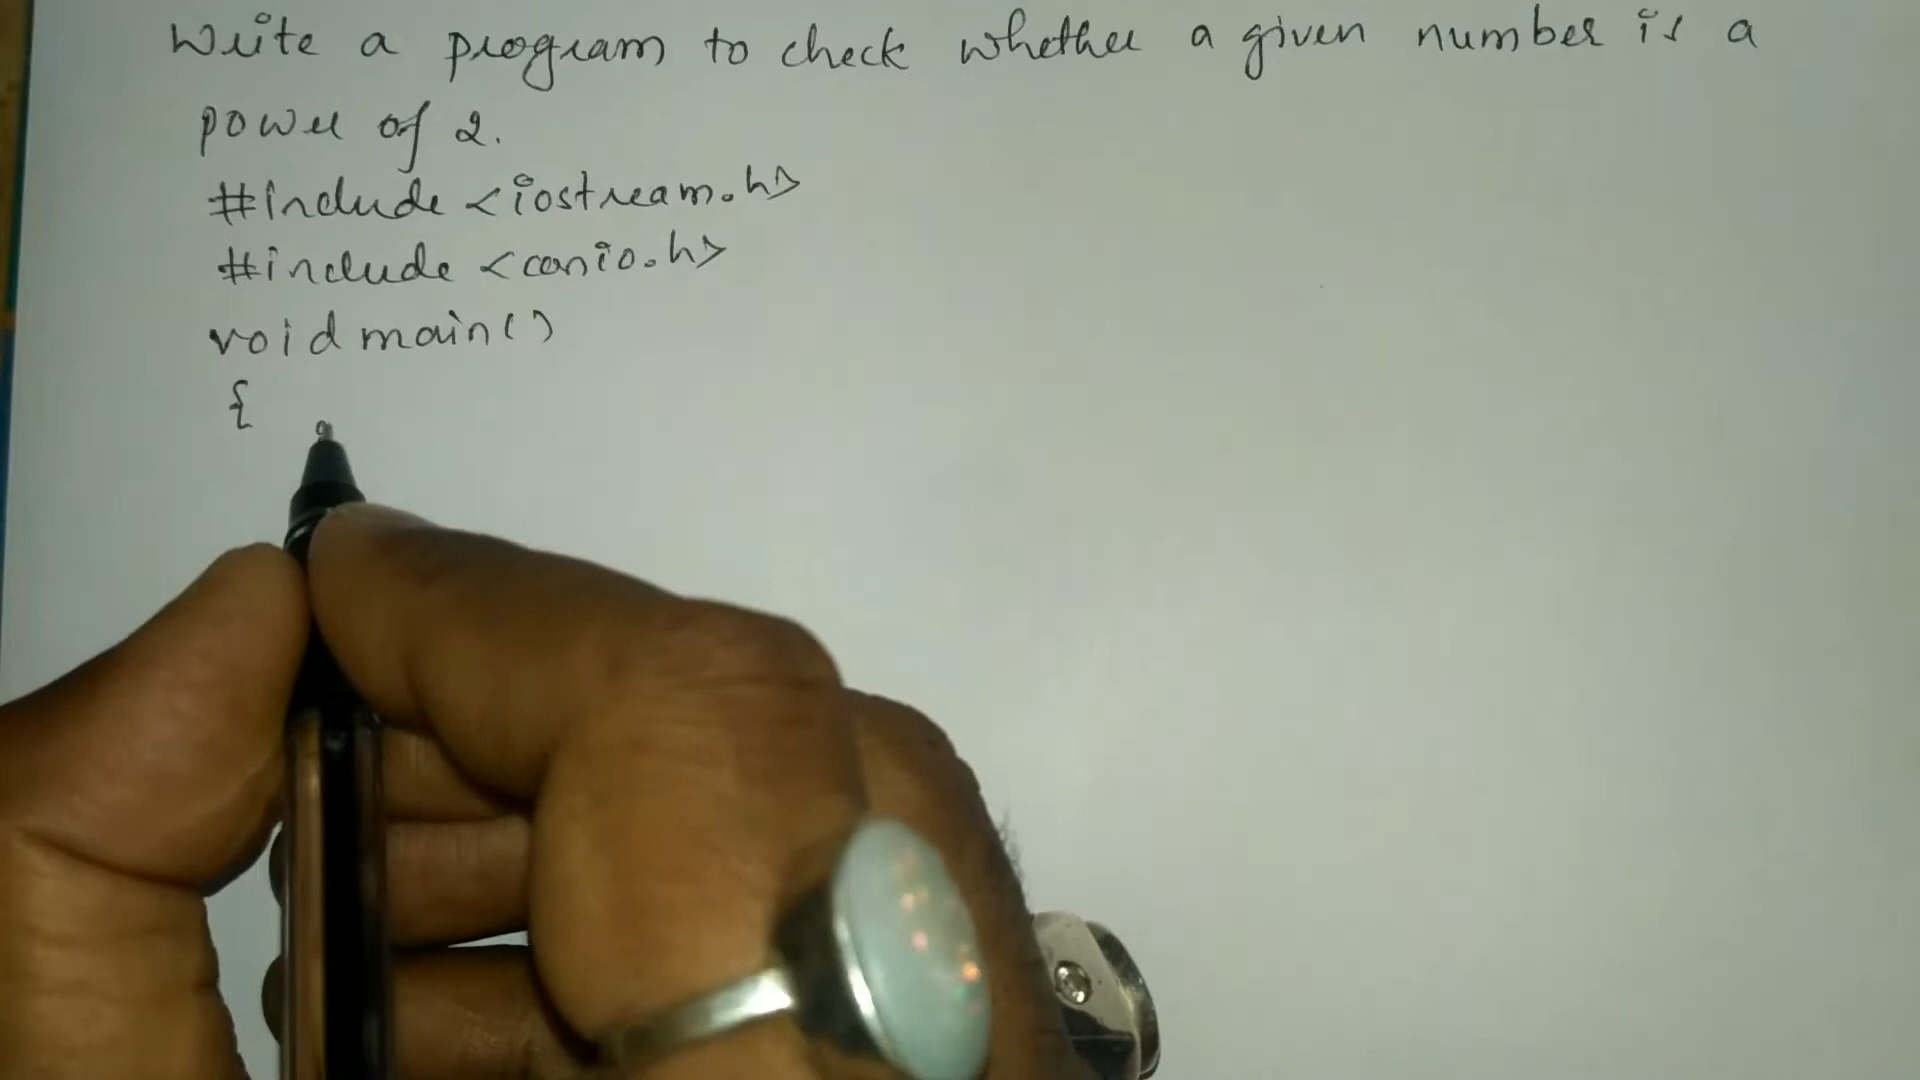 Write a program to check whether a given number is a
power of 2.
#include <iostream.h>
#include <conio.h>
void main()
{